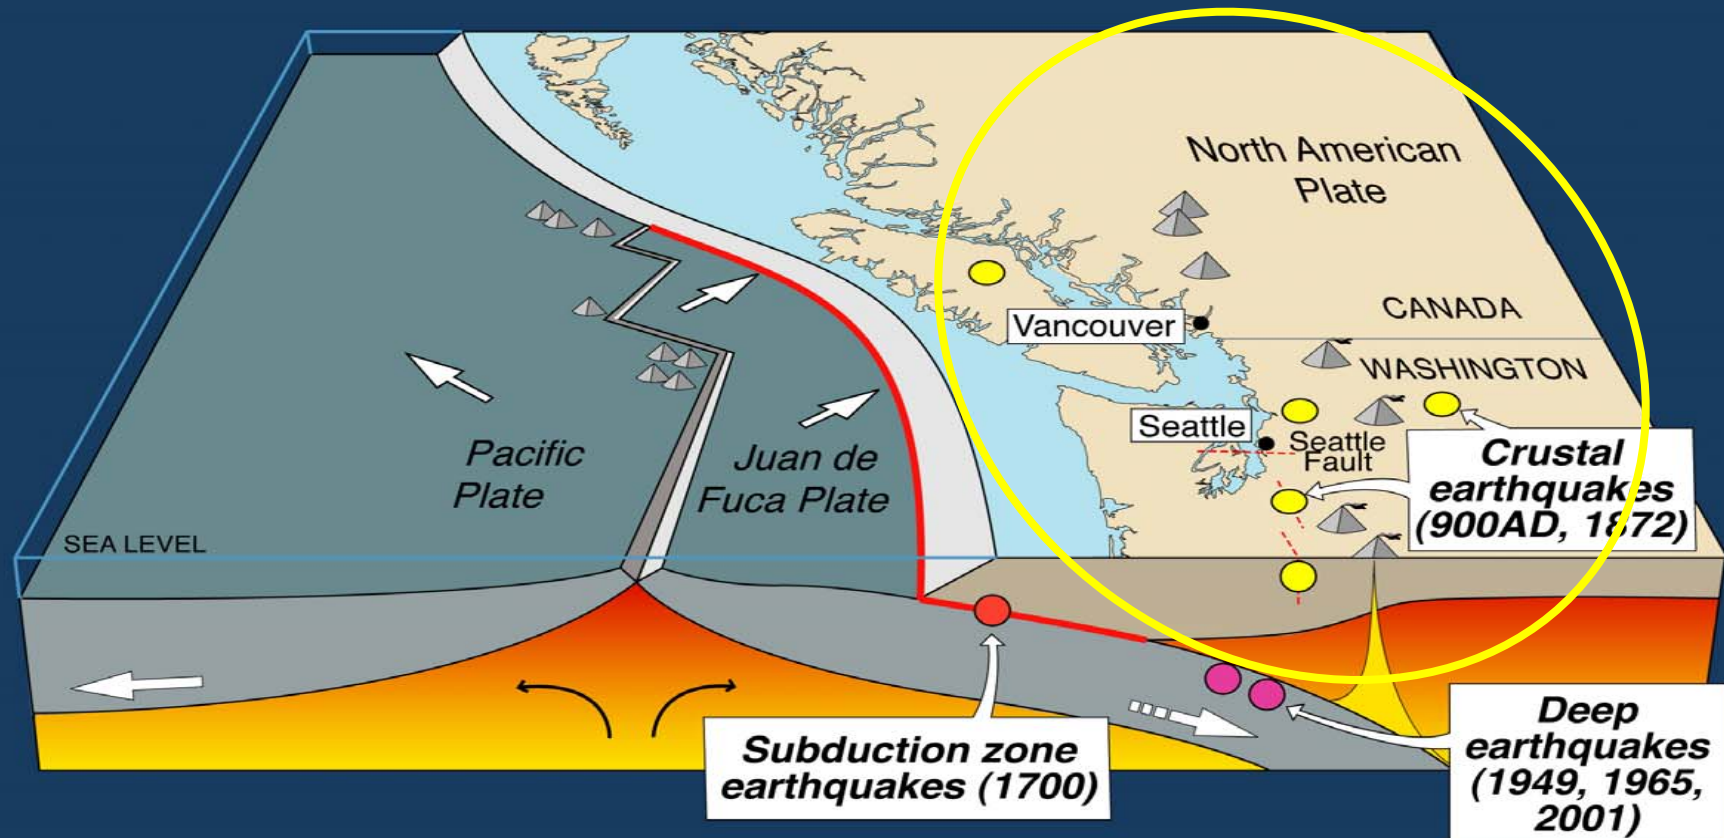 North American
Plate
CANADA
Vancouver
WASHINGTON
Seattle
Seattle
Fault
Crustal
earthquakes
(900AD, 1872)
Pacific
Plate
Juan de
Fuca Plate
SEA LEVEL
Subduction zone
earthquakes (1700)
Deep
earthquakes
(1949, 1965,
2001)